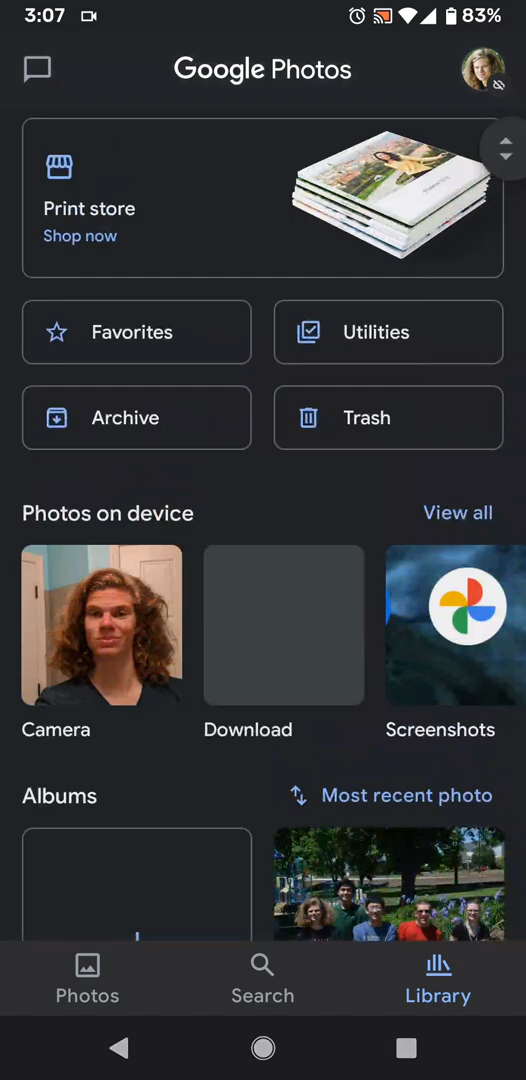 3:07
83%
Google Photos
Print store
Shop now
Favorites
Utilities
Archive
Trash
Photos on device
View all
Camera
Download
Screenshots
Albums
Most recent photo
Photos
Search
Library